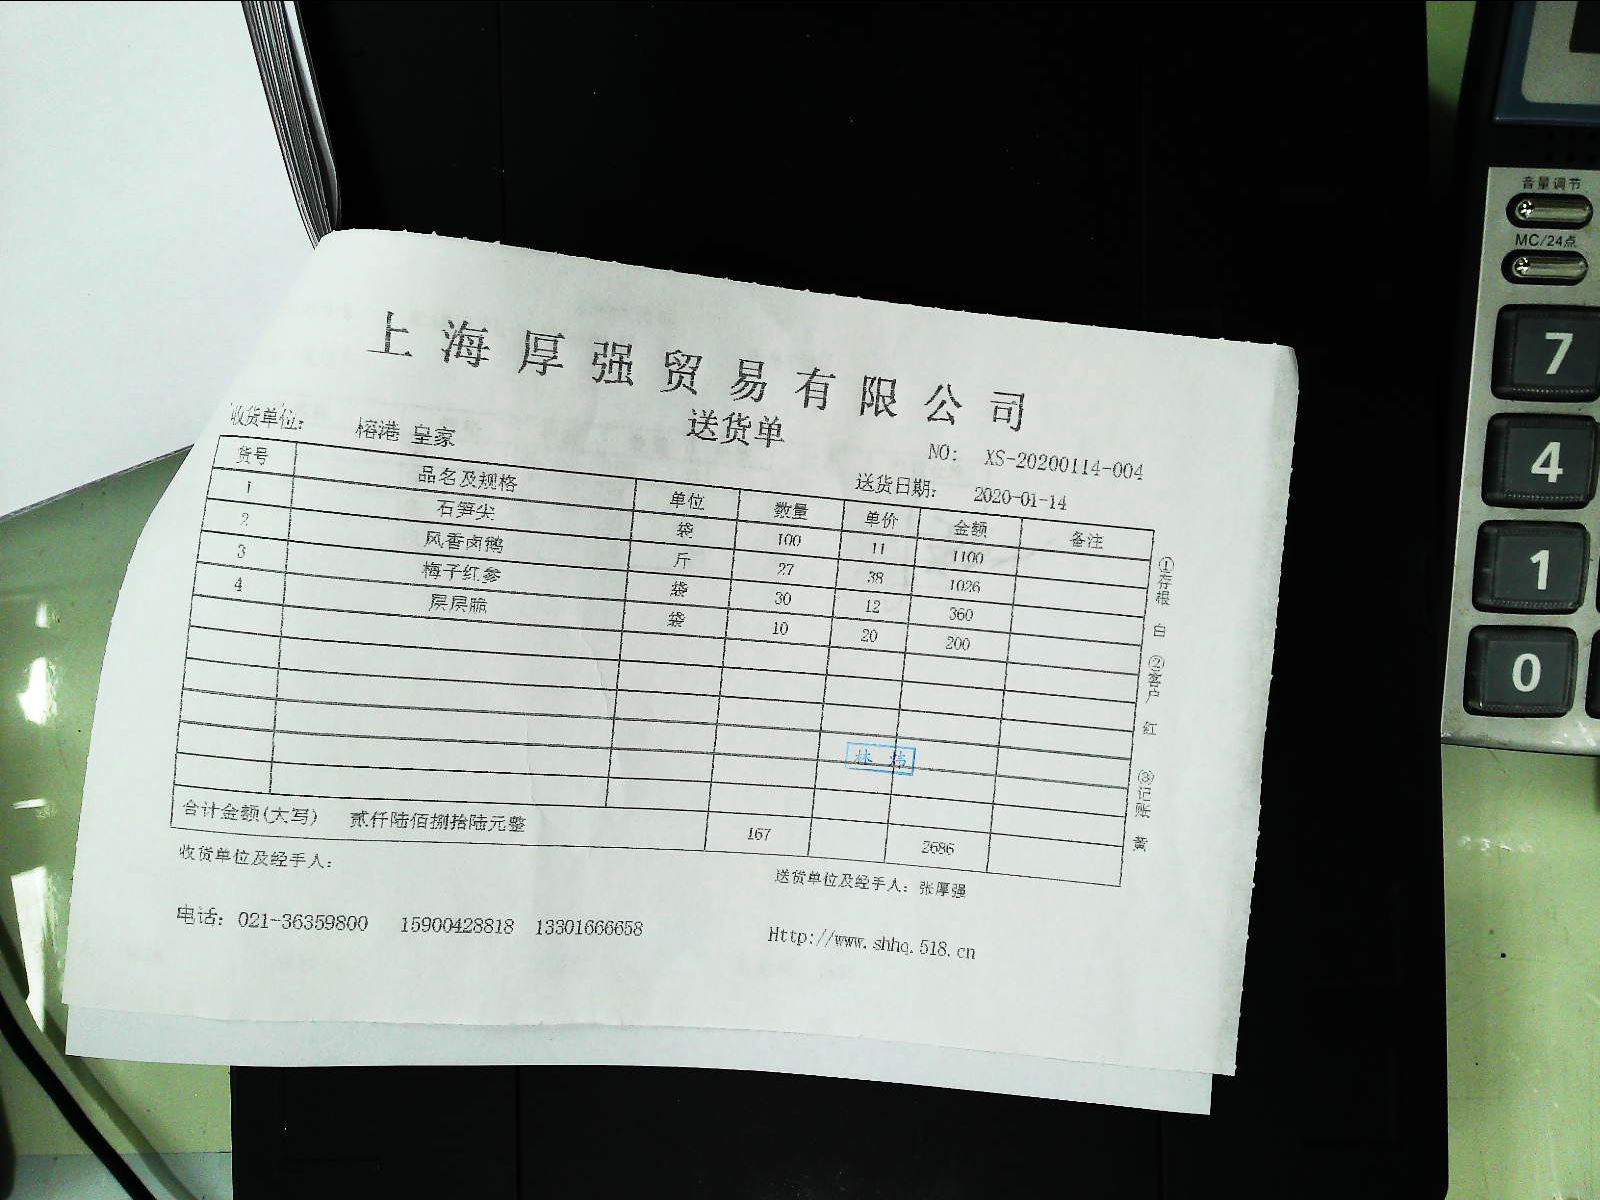 上海厚强贸易有限公司
送货单
收货单位: 榕港 皇家
NO: XS-20200114-004
送货日期: 2020-01-14
货号 品名及规格 单位 数量 单价 金额 备注
1 石笋尖 袋 100 11 1100
2 风香卤鹅 斤 27 38 1026
3 梅子红参 袋 30 12 360
4 层层脆 袋 10 20 200
林 炜
合计金额(大写) 贰仟陆佰捌拾陆元整 167 2686
收货单位及经手人:
送货单位及经手人: 张厚强
电话: 021-36359800 15900428818 13301666658
Http://www.shhq.518.cn
①存根 白 ②客户 红 ③记账 黄
音量调节
MC/24点
7
4
1
0